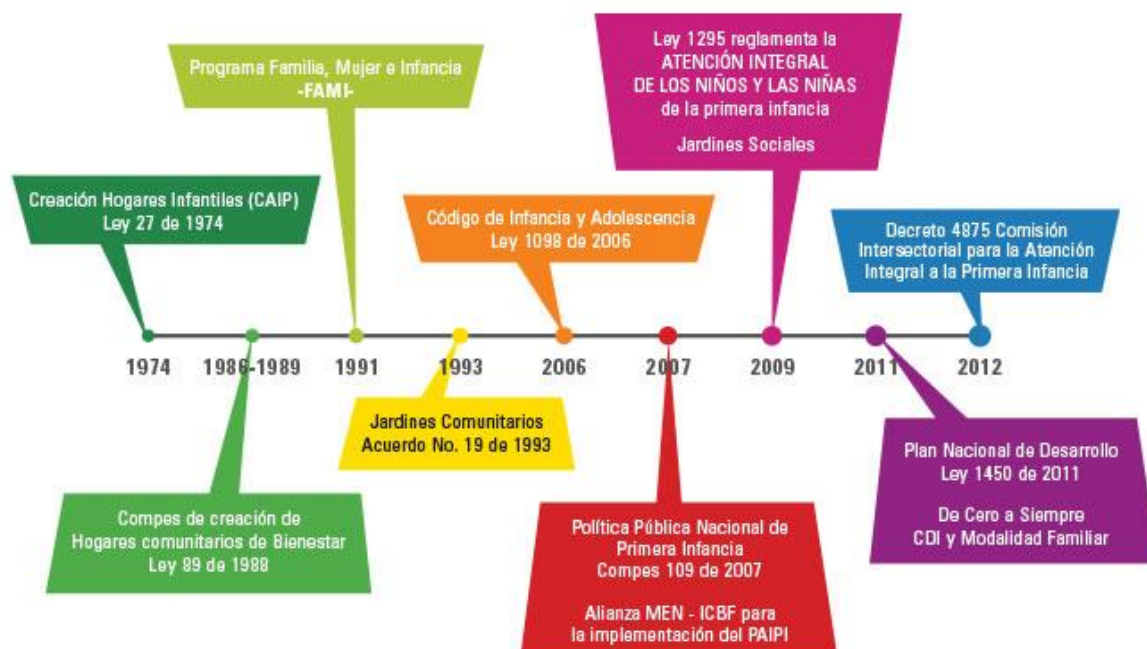 Creación Hogares Infantiles (CAIP)
Ley 27 de 1974
Programa Familia, Mujer e Infancia
-FAMI-
Código de Infancia y Adolescencia
Ley 1098 de 2006
Ley 1295 reglamenta la
ATENCIÓN INTEGRAL
DE LOS NIÑOS Y LAS NIÑAS
de la primera infancia
Jardines Sociales
Decreto 4875 Comisión
Intersectorial para la Atención
Integral a la Primera Infancia
1974
1986-1989
1991
1993
2006
2007
2009
2011
2012
Compes de creación de
Hogares comunitarios de Bienestar
Ley 89 de 1988
Jardines Comunitarios
Acuerdo No. 19 de 1993
Política Pública Nacional de
Primera Infancia
Compes 109 de 2007
Alianza MEN - ICBF para
la implementación del PAIPI
Plan Nacional de Desarrollo
Ley 1450 de 2011
De Cero a Siempre
CDI y Modalidad Familiar